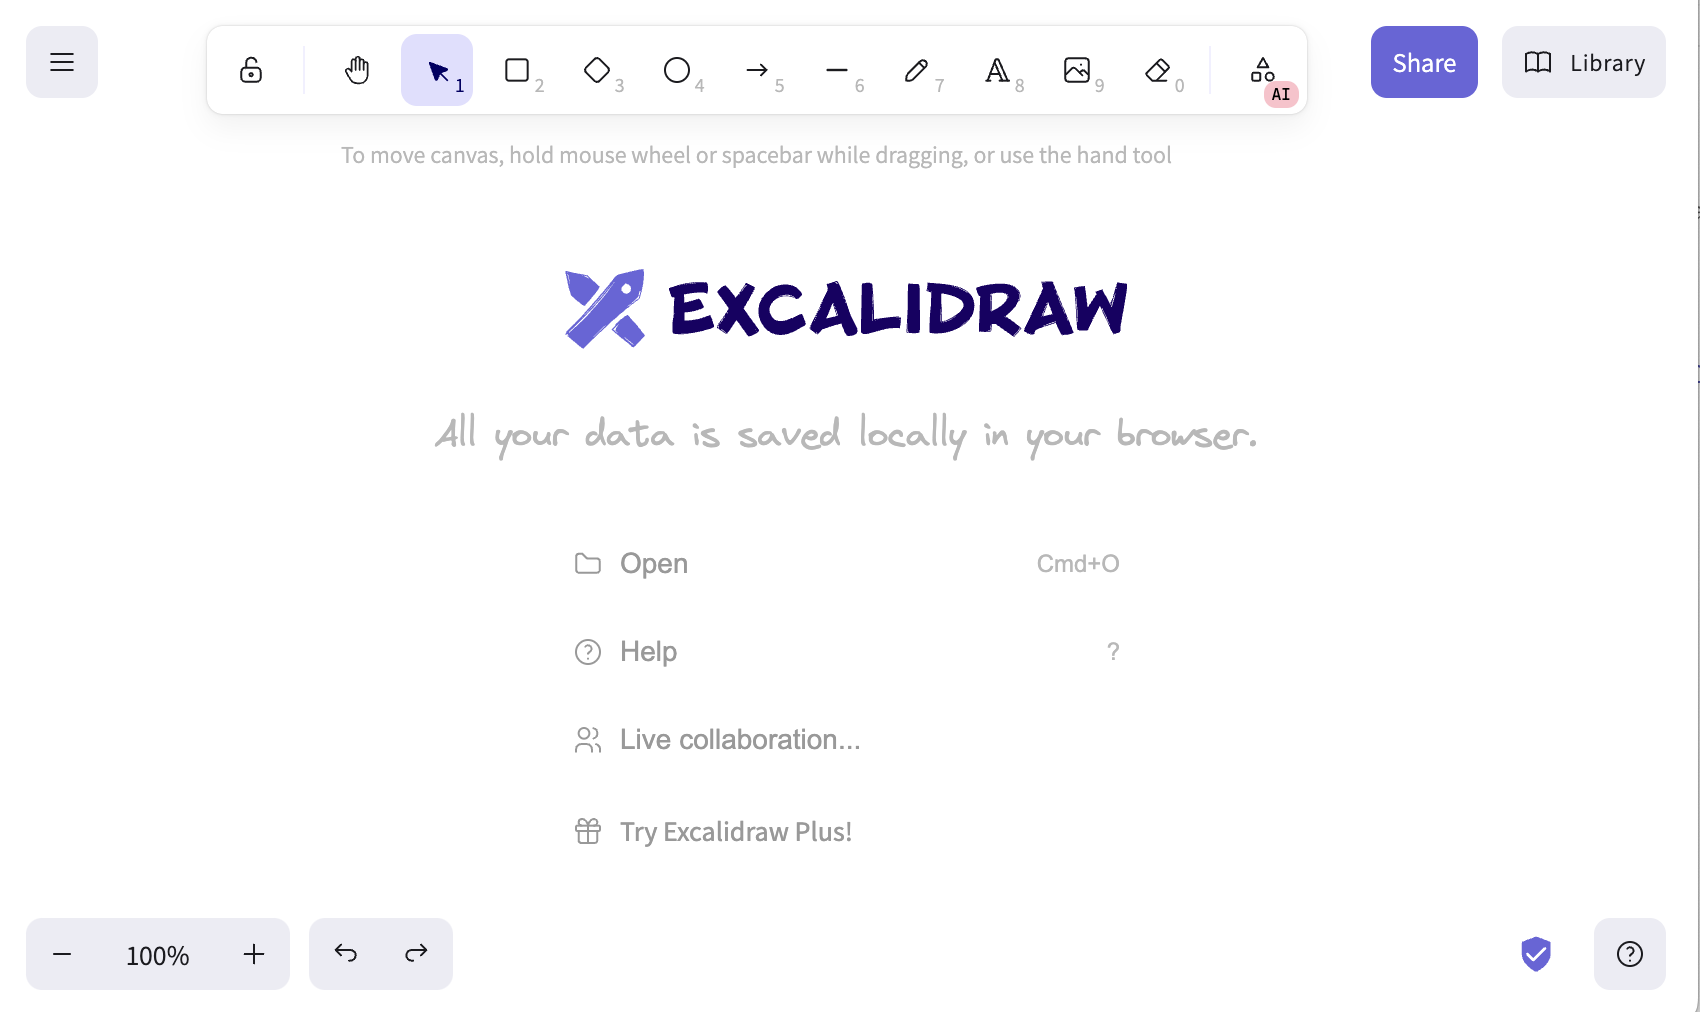 1 2 3 4 5 6 7 8 9 0 AI
Share
Library
To move canvas, hold mouse wheel or spacebar while dragging, or use the hand tool
EXCALIDRAW
All your data is saved locally in your browser.
Open Cmd+O
Help ?
Live collaboration...
Try Excalidraw Plus!
100%